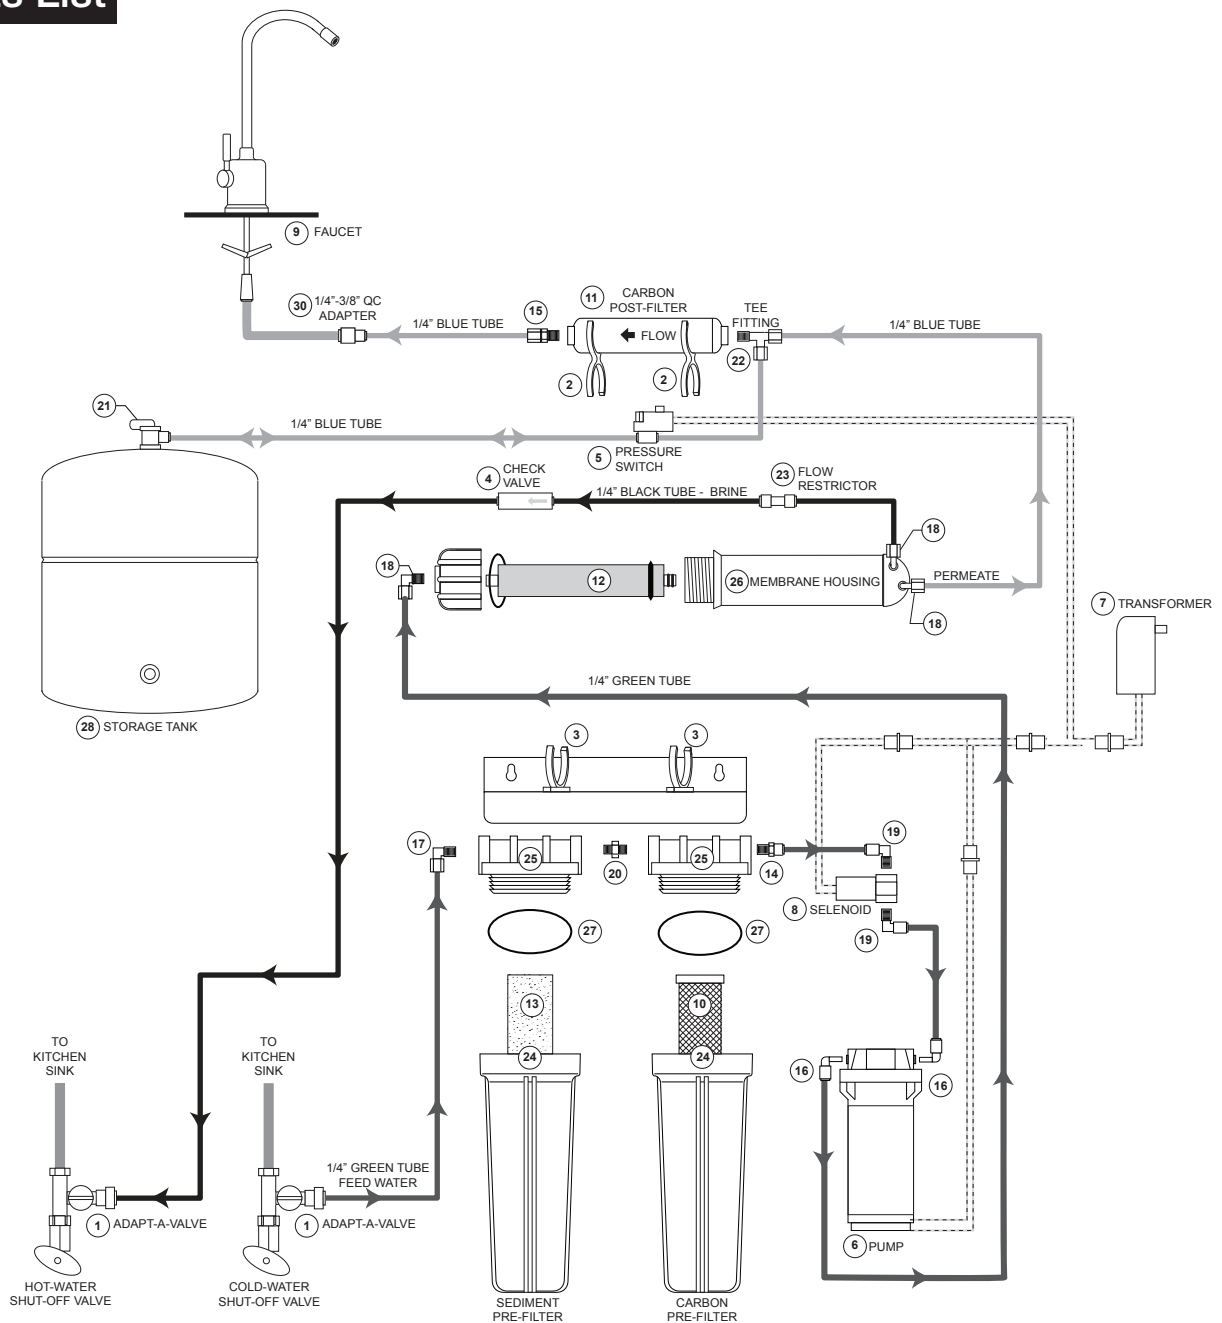 9 FAUCET
30 1/4"-3/8" QC
ADAPTER
1/4" BLUE TUBE
15
11 CARBON
POST-FILTER
FLOW
2
2
TEE
FITTING
22
1/4" BLUE TUBE
21
1/4" BLUE TUBE
5 PRESSURE
SWITCH
4 CHECK
VALVE
1/4" BLACK TUBE - BRINE
23 FLOW
RESTRICTOR
18
18
12
26 MEMBRANE HOUSING
PERMEATE
18
7 TRANSFORMER
28 STORAGE TANK
1/4" GREEN TUBE
3
3
17
25
20
25
14
19
8 SELENOID
19
27
27
13
10
24
24
16
16
TO
KITCHEN
SINK
TO
KITCHEN
SINK
1/4" GREEN TUBE
FEED WATER
1 ADAPT-A-VALVE
1 ADAPT-A-VALVE
6 PUMP
HOT-WATER
SHUT-OFF VALVE
COLD-WATER
SHUT-OFF VALVE
SEDIMENT
PRE-FILTER
CARBON
PRE-FILTER